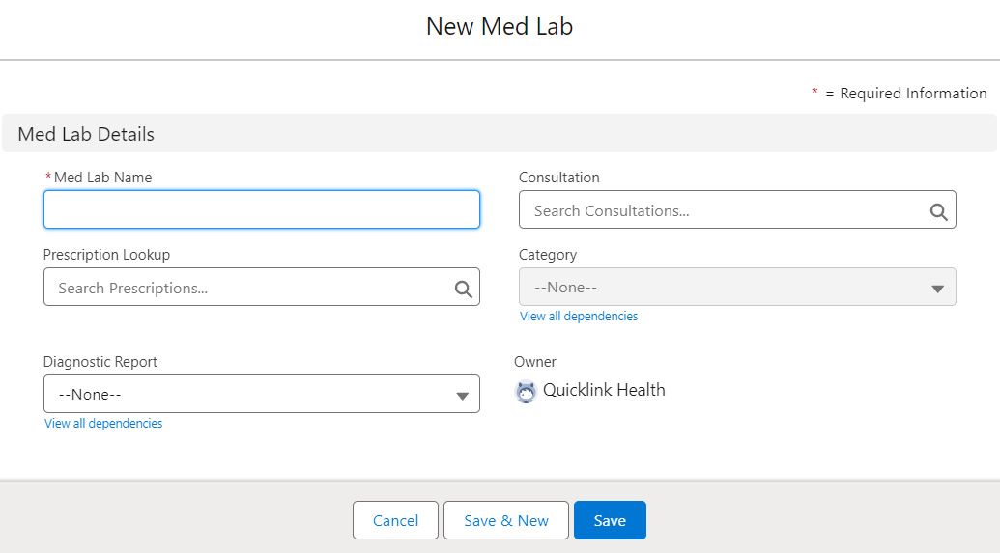 New Med Lab
* = Required Information
Med Lab Details
*Med Lab Name
Consultation
Search Consultations...
Prescription Lookup
Search Prescriptions...
Category
--None--
View all dependencies
Diagnostic Report
--None--
View all dependencies
Owner
Quicklink Health
Cancel
Save & New
Save